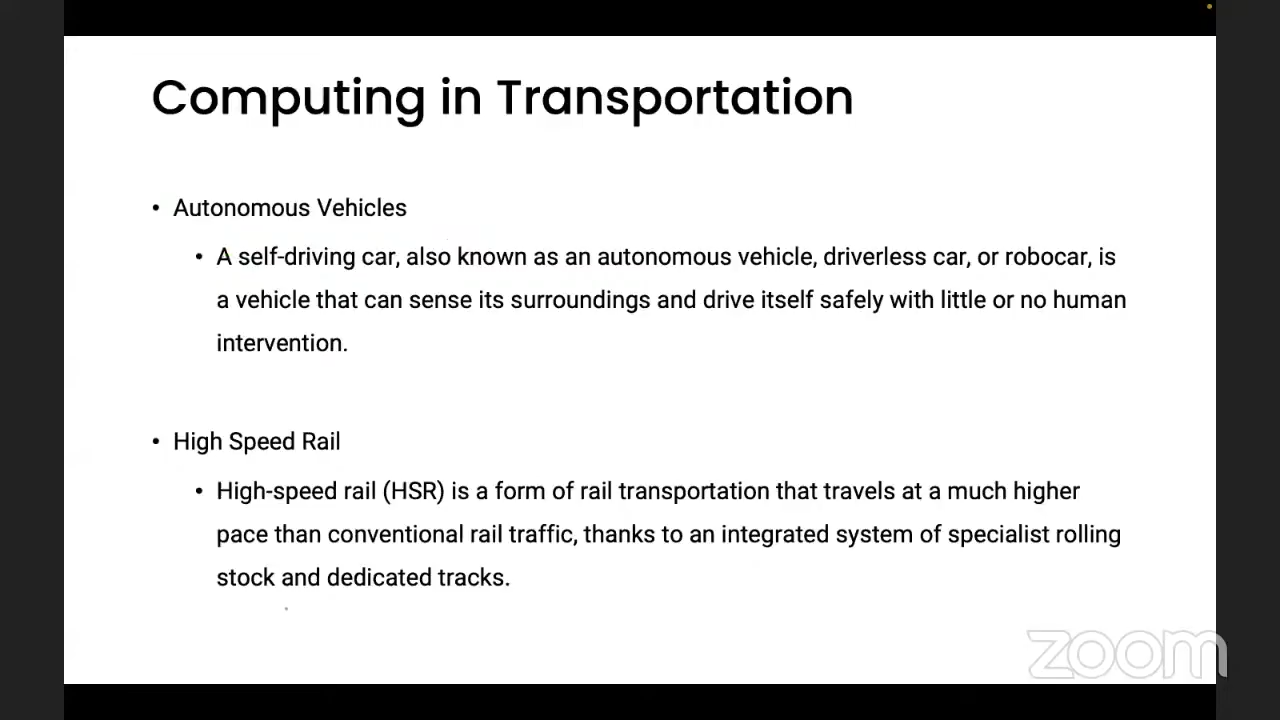 Computing in Transportation
• Autonomous Vehicles
• A self-driving car, also known as an autonomous vehicle, driverless car, or robocar, is
a vehicle that can sense its surroundings and drive itself safely with little or no human
intervention.
• High Speed Rail
• High-speed rail (HSR) is a form of rail transportation that travels at a much higher
pace than conventional rail traffic, thanks to an integrated system of specialist rolling
stock and dedicated tracks.
zoom